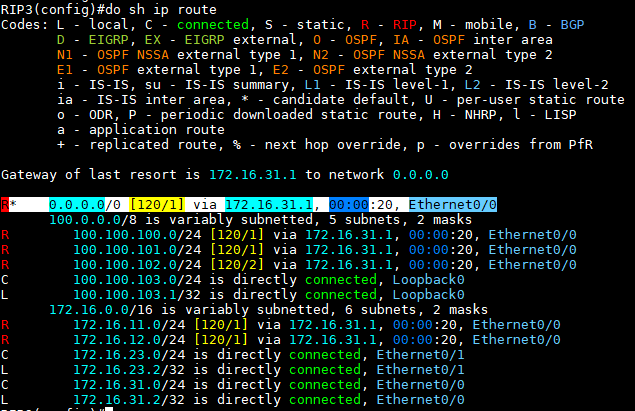 RIP3(config)#do sh ip route
Codes: L - local, C - connected, S - static, R - RIP, M - mobile, B - BGP
D - EIGRP, EX - EIGRP external, O - OSPF, IA - OSPF inter area
N1 - OSPF NSSA external type 1, N2 - OSPF NSSA external type 2
E1 - OSPF external type 1, E2 - OSPF external type 2
i - IS-IS, su - IS-IS summary, L1 - IS-IS level-1, L2 - IS-IS level-2
ia - IS-IS inter area, * - candidate default, U - per-user static route
o - ODR, P - periodic downloaded static route, H - NHRP, l - LISP
a - application route
+ - replicated route, % - next hop override, p - overrides from PfR
Gateway of last resort is 172.16.31.1 to network 0.0.0.0
R* 0.0.0.0/0 [120/1] via 172.16.31.1, 00:00:20, Ethernet0/0
100.0.0.0/8 is variably subnetted, 5 subnets, 2 masks
R 100.100.100.0/24 [120/1] via 172.16.31.1, 00:00:20, Ethernet0/0
R 100.100.101.0/24 [120/1] via 172.16.31.1, 00:00:20, Ethernet0/0
R 100.100.102.0/24 [120/2] via 172.16.31.1, 00:00:20, Ethernet0/0
C 100.100.103.0/24 is directly connected, Loopback0
L 100.100.103.1/32 is directly connected, Loopback0
172.16.0.0/16 is variably subnetted, 6 subnets, 2 masks
R 172.16.11.0/24 [120/1] via 172.16.31.1, 00:00:20, Ethernet0/0
R 172.16.12.0/24 [120/1] via 172.16.31.1, 00:00:20, Ethernet0/0
C 172.16.23.0/24 is directly connected, Ethernet0/1
L 172.16.23.2/32 is directly connected, Ethernet0/1
C 172.16.31.0/24 is directly connected, Ethernet0/0
L 172.16.31.2/32 is directly connected, Ethernet0/0
RIP3(config)#